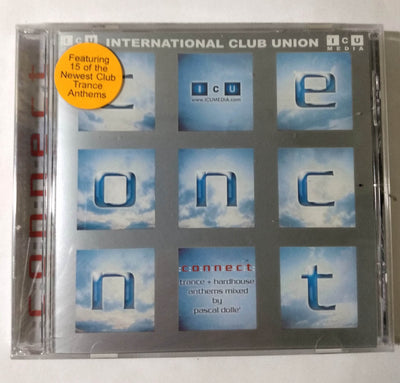 ICU MEDIA
INTERNATIONAL CLUB UNION
ICU MEDIA
Featuring
15 of the
Newest Club
Trance
Anthems
c
ICU
www.ICUMEDIA.com
e
o
n
c
n
:connect:
trance + hardhouse
anthems mixed
by
pascal dolle'
t
connect